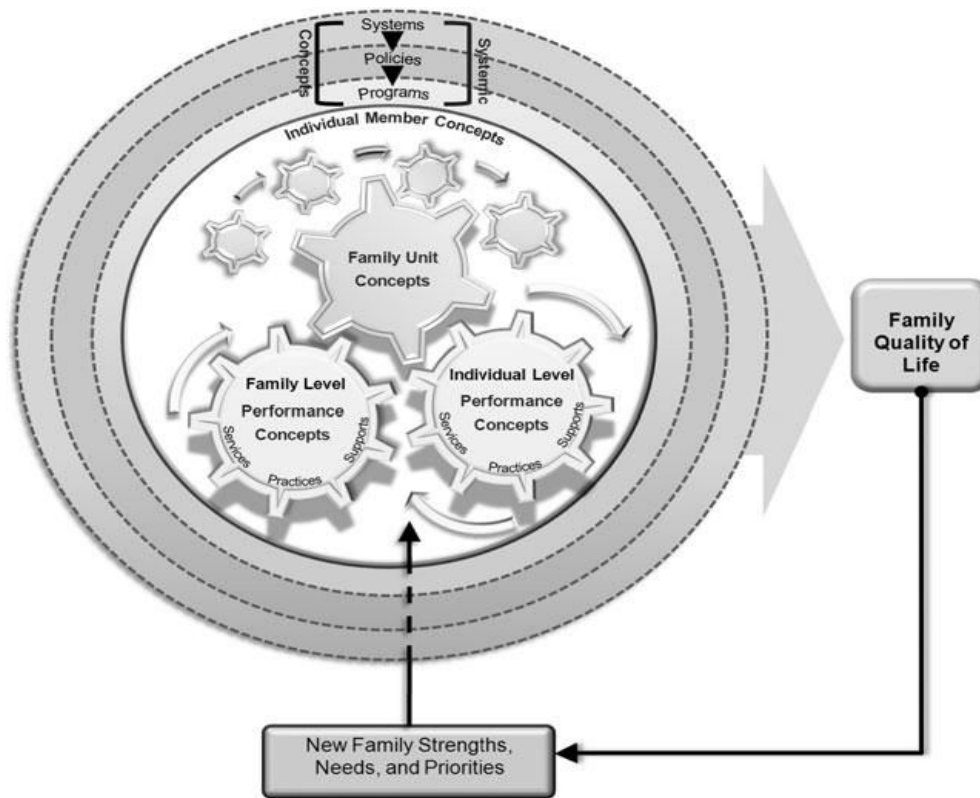 Systems
Concepts
Systemic
Policies
Programs
Individual Member Concepts
Family Unit
Concepts
Family Level
Performance
Concepts
Services
Practices
Supports
Individual Level
Performance
Concepts
Services
Practices
Supports
Family
Quality of
Life
New Family Strengths,
Needs, and Priorities